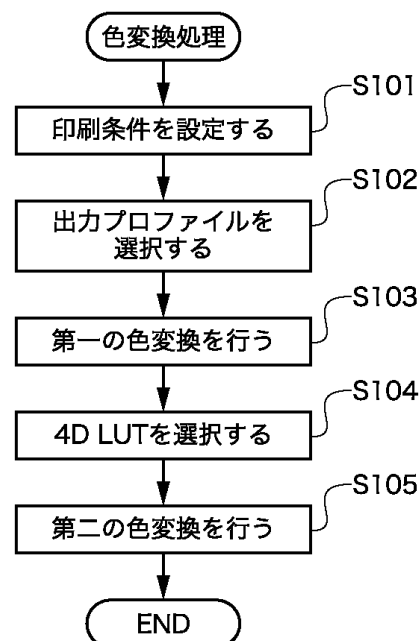 色変換処理
S101
印刷条件を設定する
S102
出力プロファイルを
選択する
S103
第一の色変換を行う
S104
4D LUTを選択する
S105
第二の色変換を行う
END